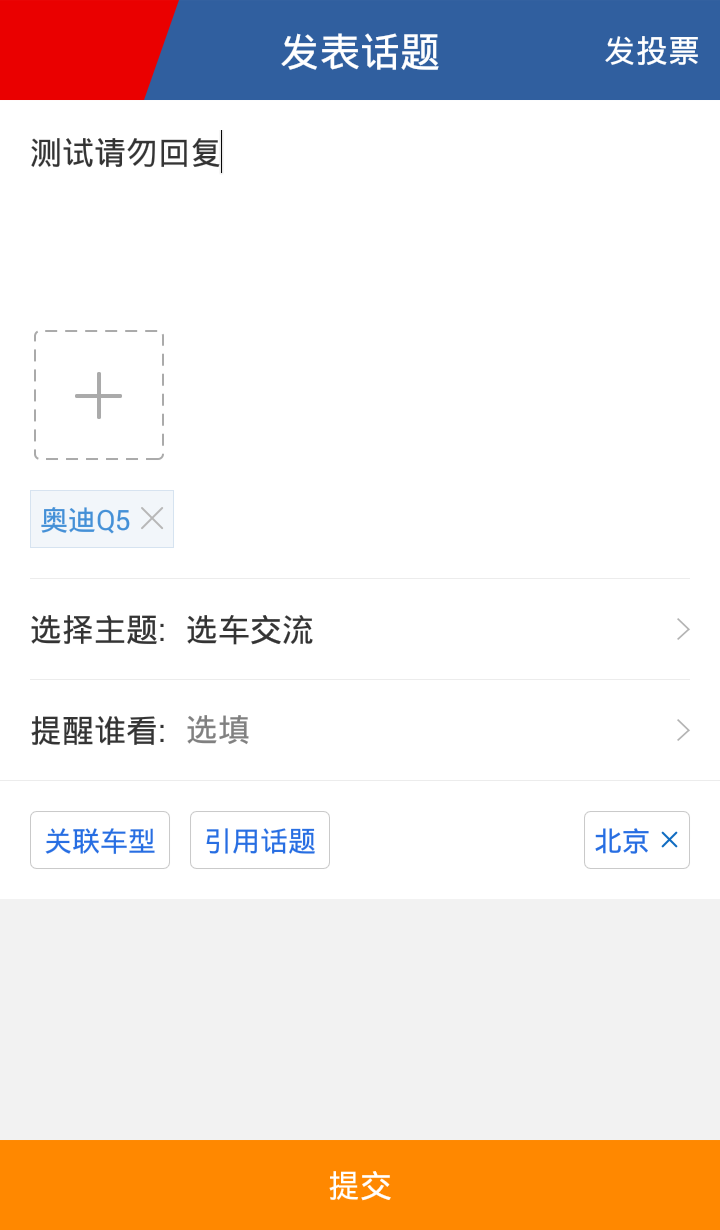 发表话题 发投票
测试请勿回复
奥迪Q5
选择主题: 选车交流
提醒谁看: 选填
关联车型 引用话题 北京
提交